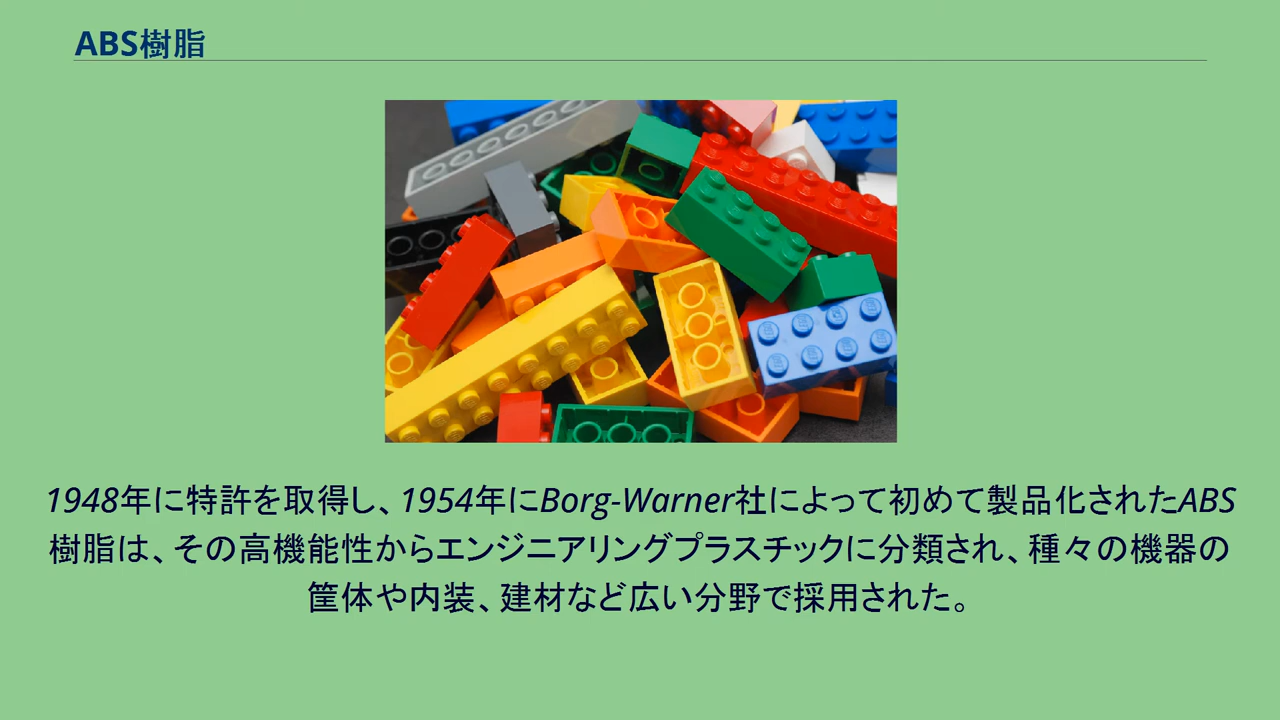 ABS樹脂
1948年に特許を取得し、1954年にBorg-Warner社によって初めて製品化されたABS
樹脂は、その高機能性からエンジニアリングプラスチックに分類され、種々の機器の
筐体や内装、建材など広い分野で採用された。